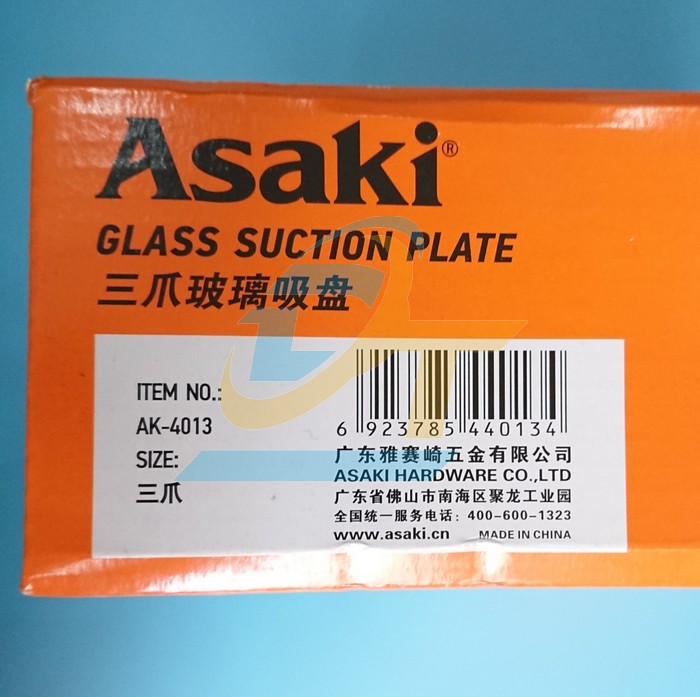 Asaki®
GLASS SUCTION PLATE
三爪玻璃吸盘
ITEM NO.:
AK-4013
SIZE:
三爪
6 923785 440134
广东雅赛崎五金有限公司
ASAKI HARDWARE CO.,LTD
广东省佛山市南海区聚龙工业园
全国统一服务电话：400-600-1323
www.asaki.cn MADE IN CHINA